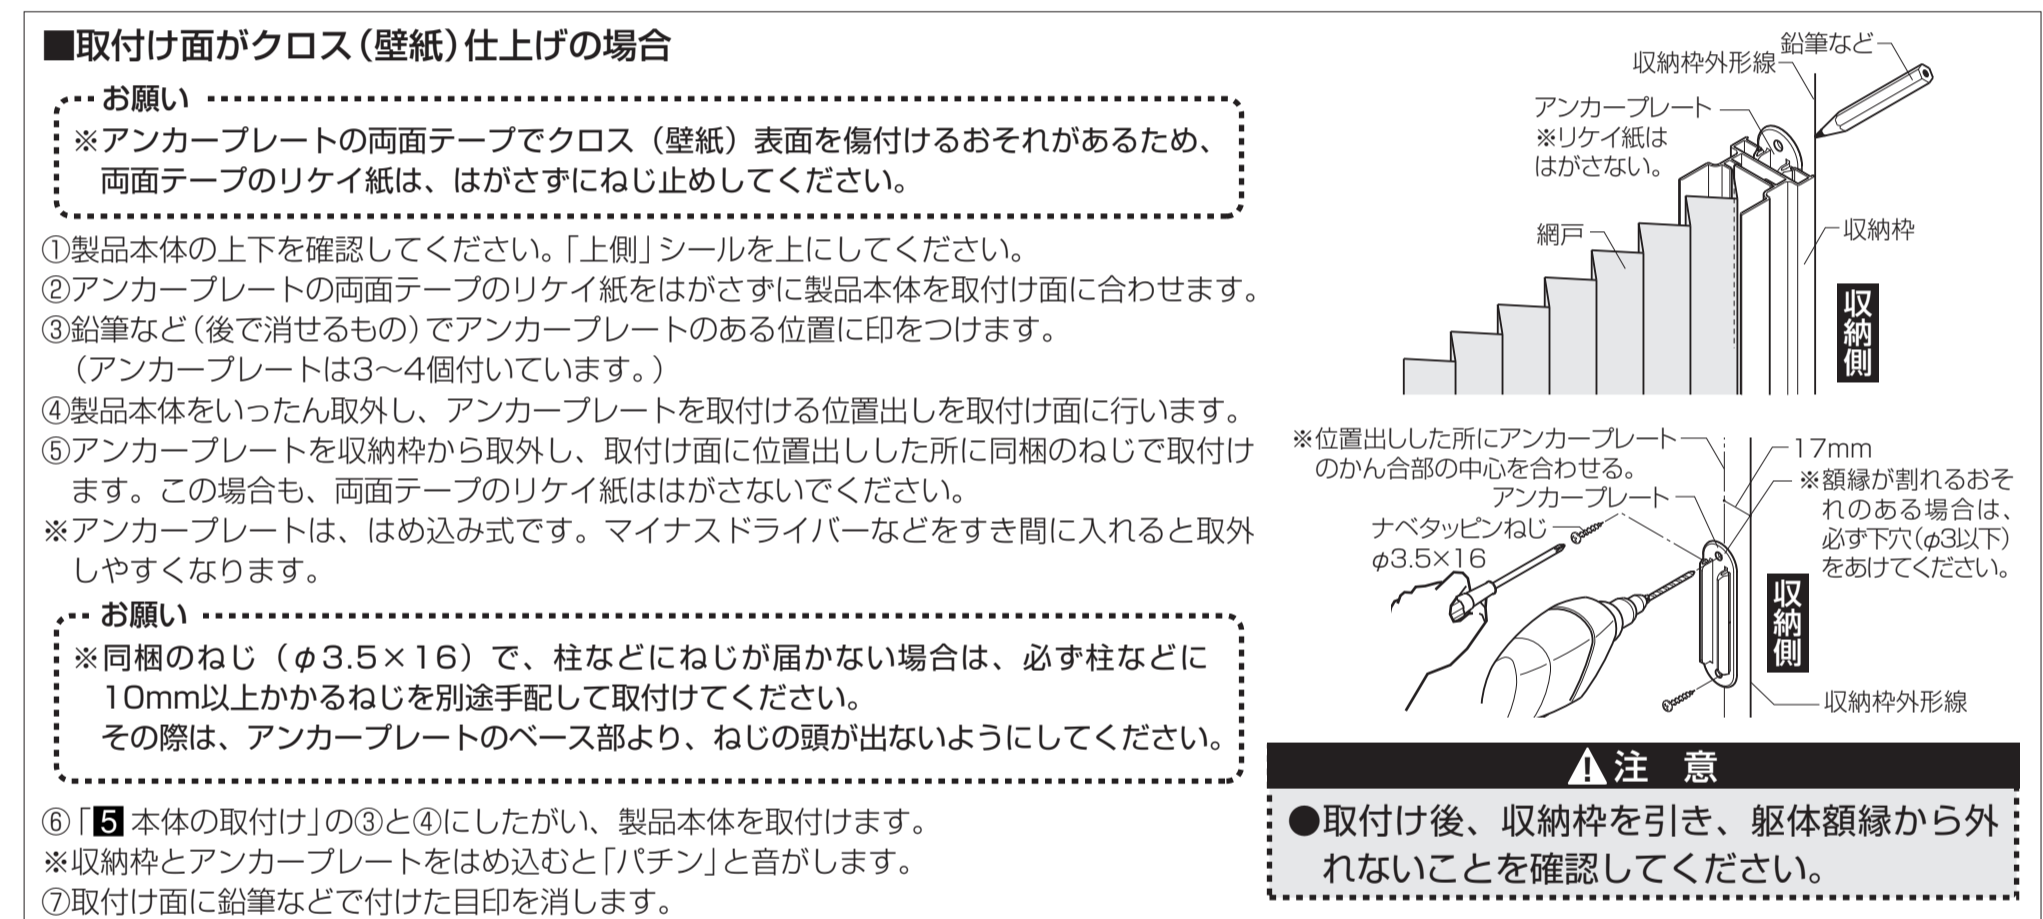 ■取付け面がクロス(壁紙)仕上げの場合
お願い
※アンカープレートの両面テープでクロス（壁紙）表面を傷付けるおそれがあるため、
両面テープのリケイ紙は、はがさずにねじ止めしてください。
①製品本体の上下を確認してください。「上側」シールを上にしてください。
②アンカープレートの両面テープのリケイ紙をはがさずに製品本体を取付け面に合わせます。
③鉛筆など(後で消せるもの)でアンカープレートのある位置に印をつけます。
（アンカープレートは3～4個付いています。）
④製品本体をいったん取外し、アンカープレートを取付ける位置出しを取付け面に行います。
⑤アンカープレートを収納枠から取外し、取付け面に位置出しした所に同梱のねじで取付け
ます。この場合も、両面テープのリケイ紙ははがさないでください。
※アンカープレートは、はめ込み式です。マイナスドライバーなどをすき間に入れると取外
しやすくなります。
お願い
※同梱のねじ（φ3.5×16）で、柱などにねじが届かない場合は、必ず柱などに
10mm以上かかるねじを別途手配して取付けてください。
その際は、アンカープレートのベース部より、ねじの頭が出ないようにしてください。
⑥「5 本体の取付け」の③と④にしたがい、製品本体を取付けます。
※収納枠とアンカープレートをはめ込むと「パチン」と音がします。
⑦取付け面に鉛筆などで付けた目印を消します。
鉛筆など
収納枠外形線
アンカープレート
※リケイ紙は
はがさない。
網戸
収納枠
収納側
※位置出しした所にアンカープレート
のかん合部の中心を合わせる。
17mm
※額縁が割れるおそ
れのある場合は、
必ず下穴(φ3以下)
をあけてください。
アンカープレート
ナベタッピンねじ
φ3.5×16
収納側
収納枠外形線
⚠注 意
●取付け後、収納枠を引き、躯体額縁から外
れないことを確認してください。